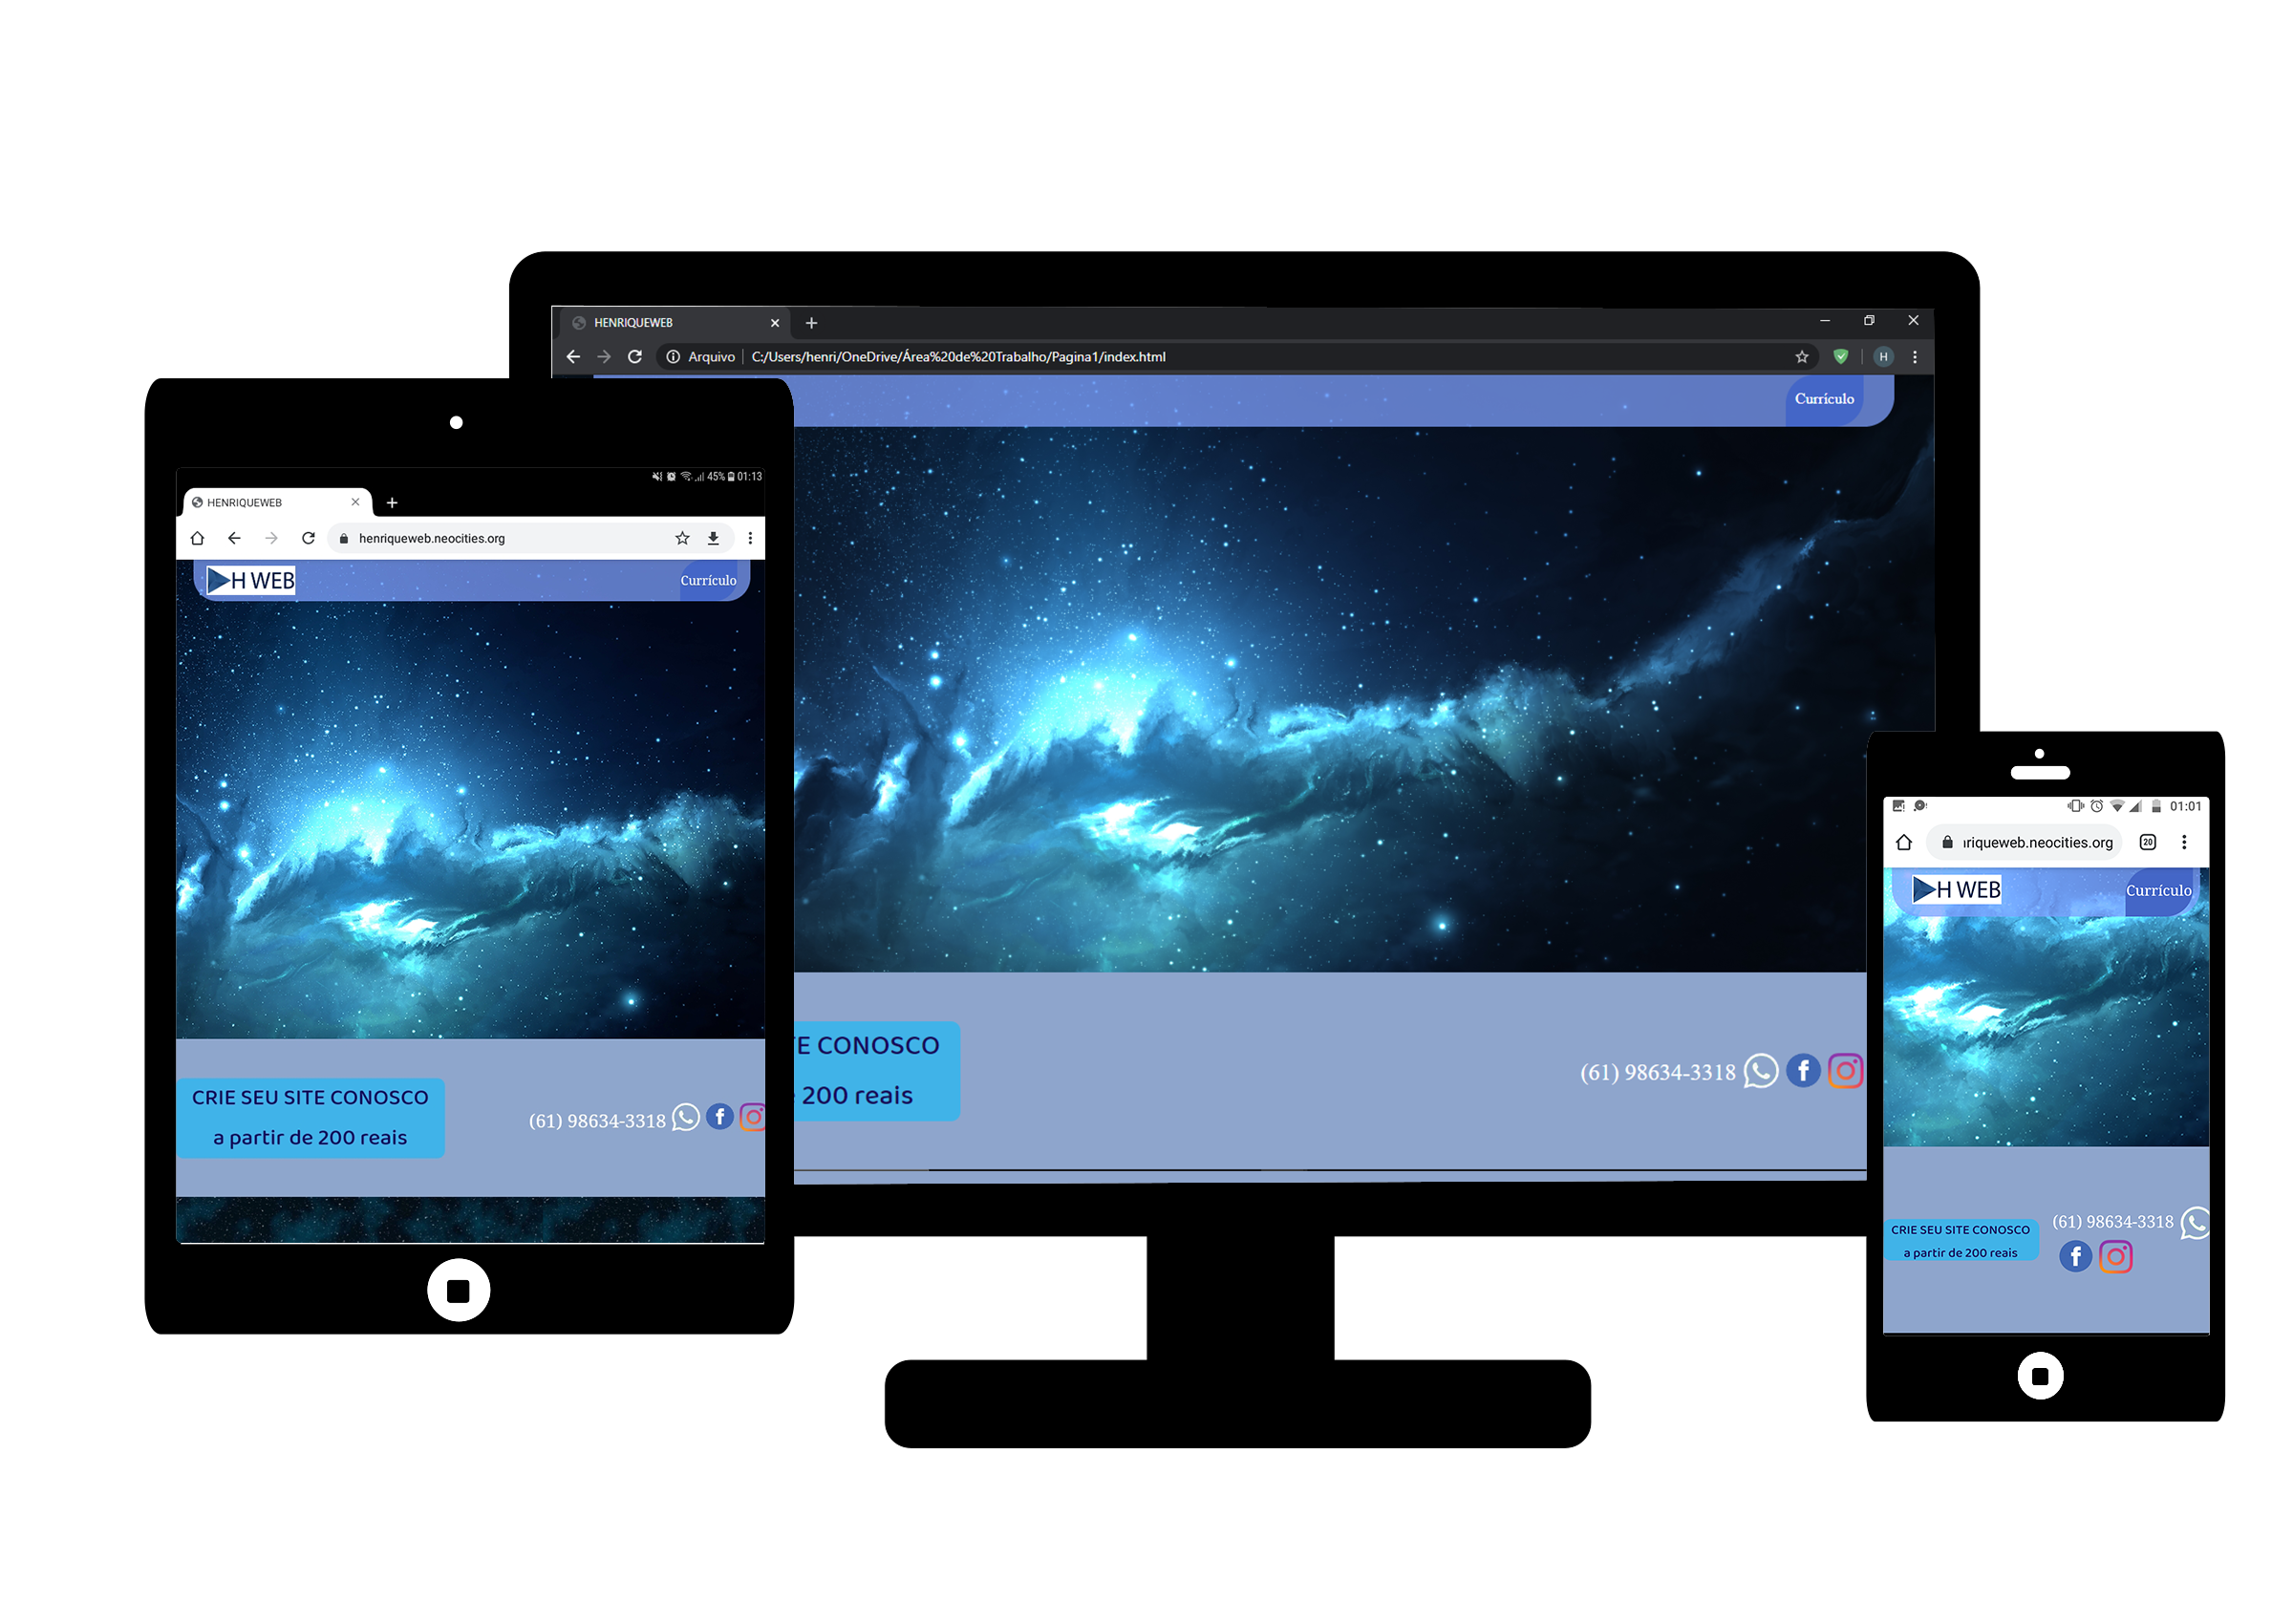 HENRIQUEWEB
Arquivo C:/Users/henri/OneDrive/Área%20de%20Trabalho/Pagina1/index.html
H
Currículo
E CONOSCO
200 reais
(61) 98634-3318
45% 01:13
HENRIQUEWEB
henriqueweb.neocities.org
H WEB
Currículo
CRIE SEU SITE CONOSCO
a partir de 200 reais
(61) 98634-3318
01:01
riqueweb.neocities.org 20
H WEB
Currículo
CRIE SEU SITE CONOSCO
a partir de 200 reais
(61) 98634-3318